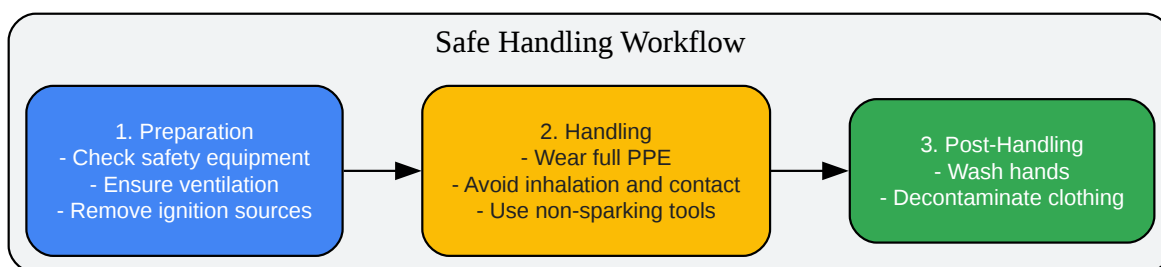 Safe Handling Workflow
1. Preparation
- Check safety equipment
- Ensure ventilation
- Remove ignition sources
2. Handling
- Wear full PPE
- Avoid inhalation and contact
- Use non-sparking tools
3. Post-Handling
- Wash hands
- Decontaminate clothing